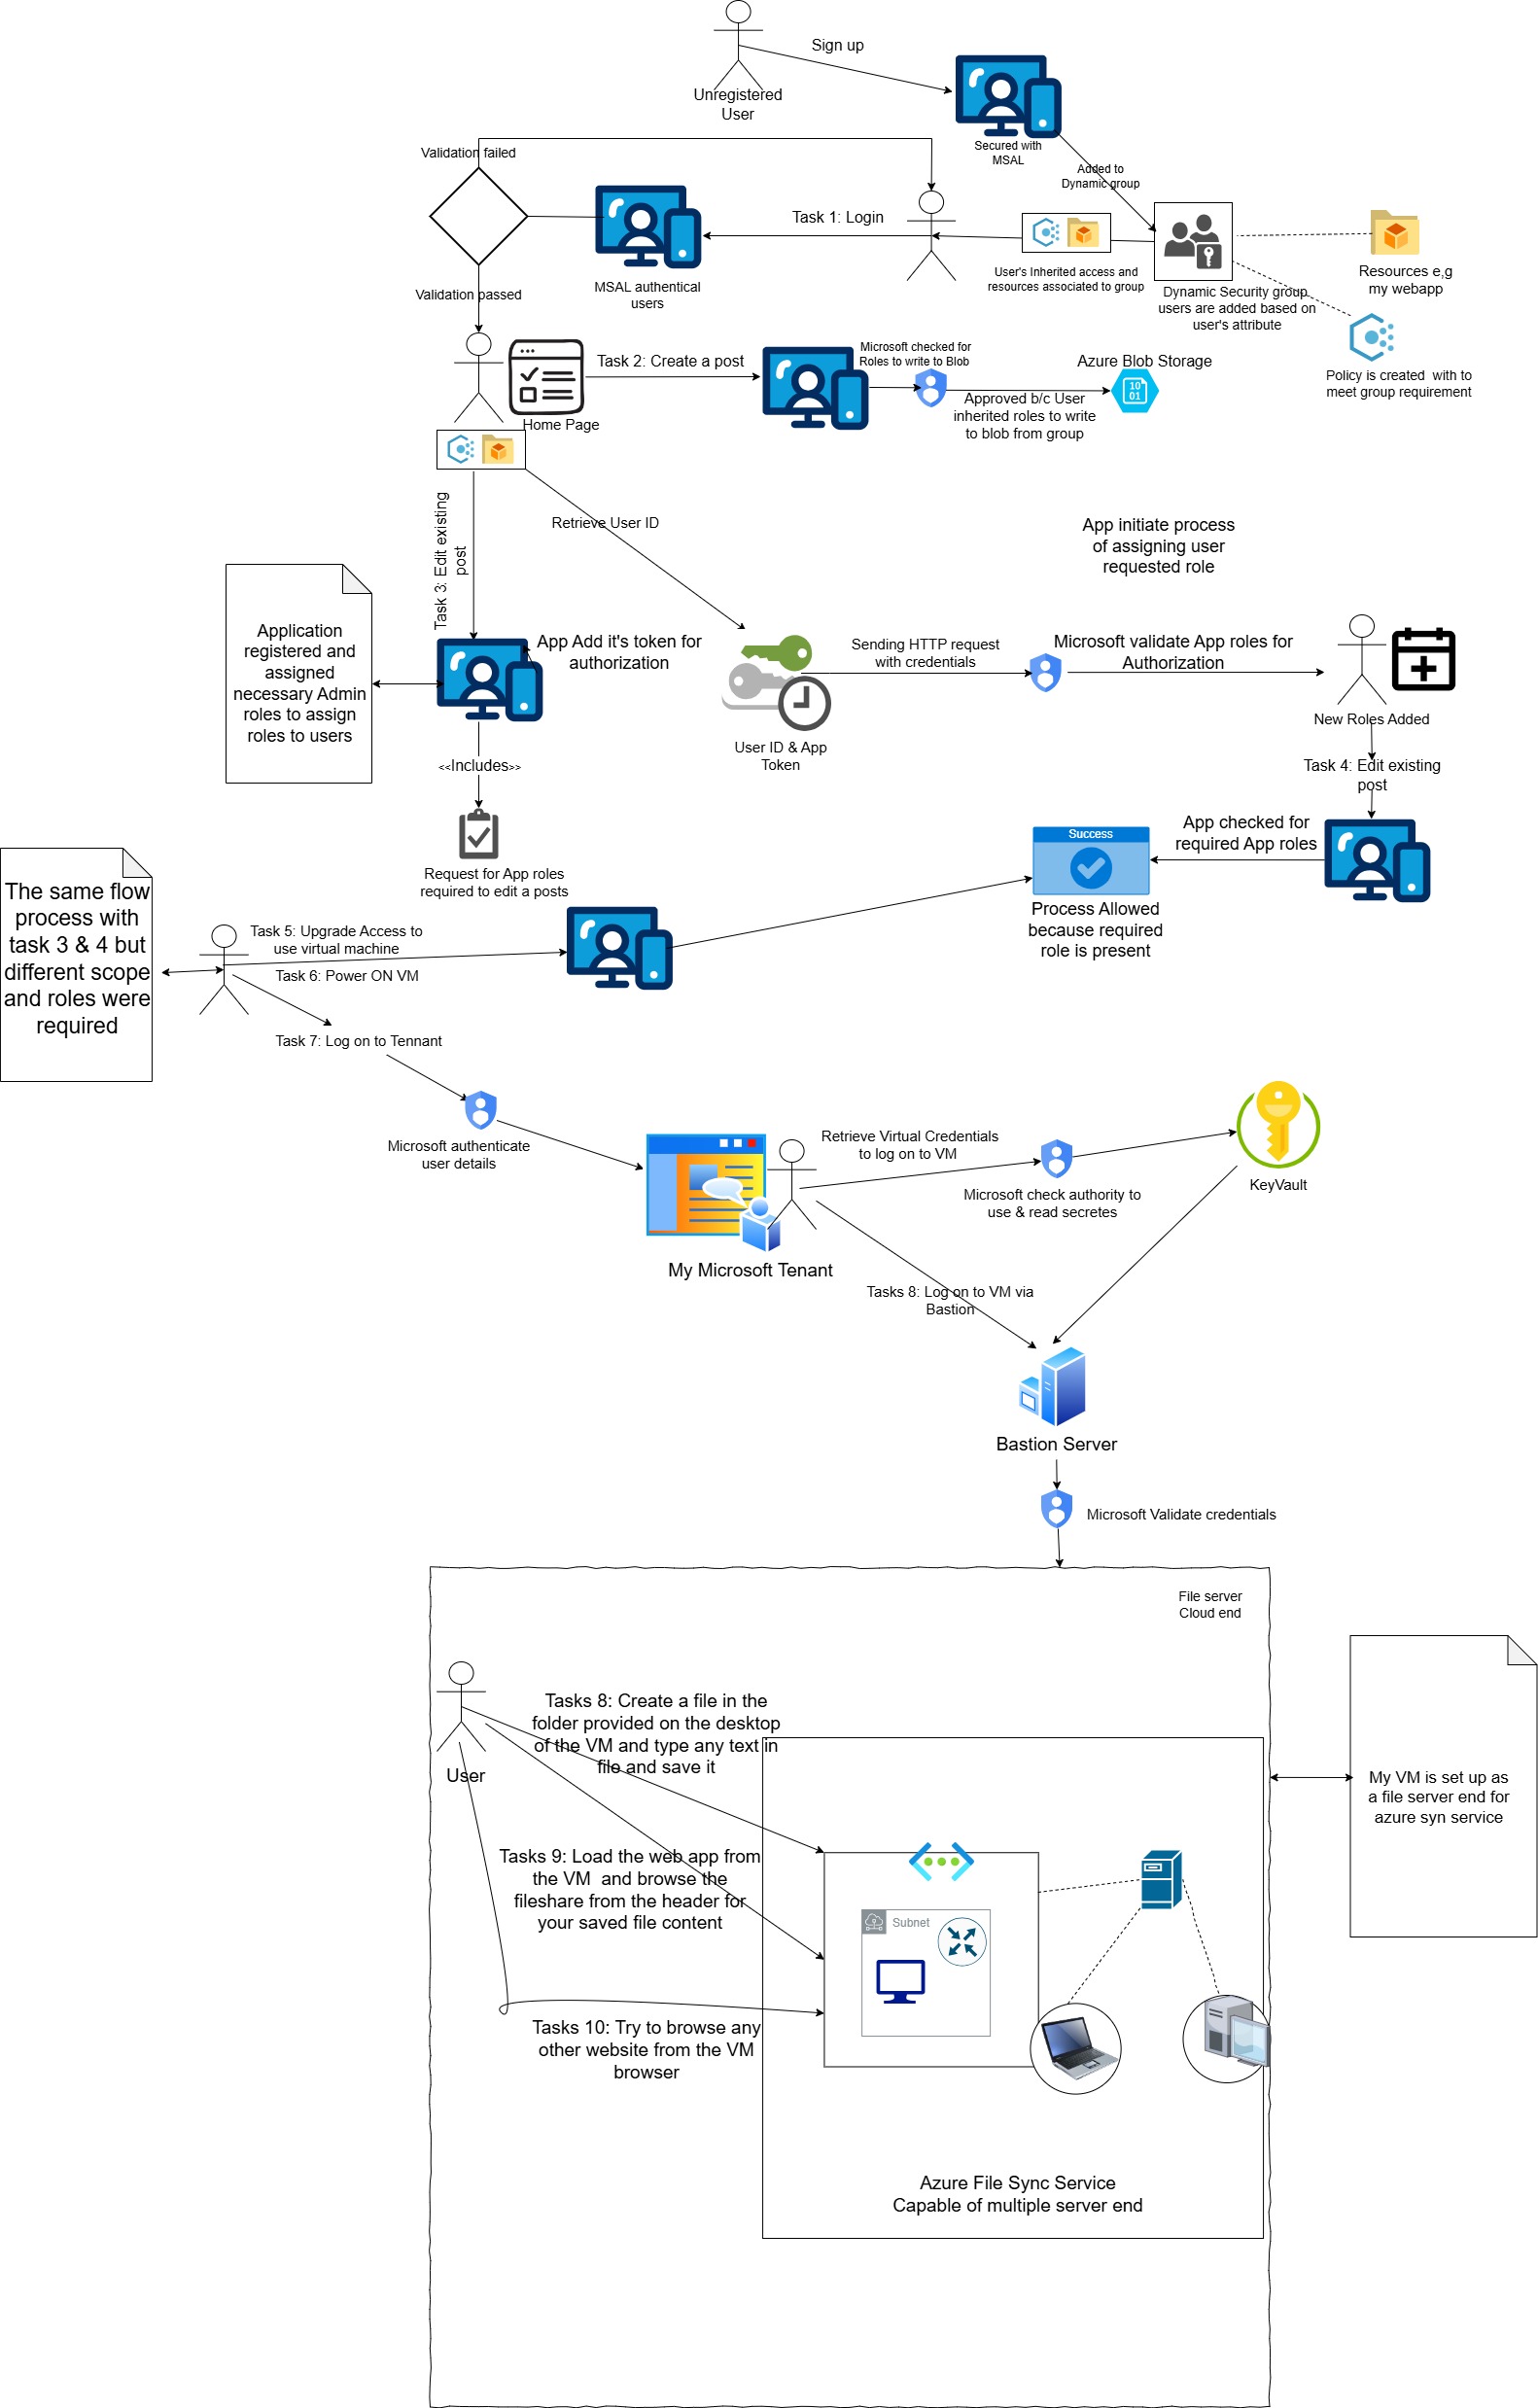 Sign up
Unregistered
User
Secured with
MSAL
Added to
Dynamic group
Validation failed
Task 1: Login
MSAL authentical
users
User's Inherited access and
resources associated to group
Dynamic Security group
users are added based on
user's attribute
Resources e,g
my webapp
Policy is created  with to
meet group requirement
Validation passed
Home Page
Task 2: Create a post
Microsoft checked for
Roles to write to Blob
Approved b/c User
inherited roles to write
to blob from group
Azure Blob Storage
Task 3: Edit existing
post
Retrieve User ID
App initiate process
of assigning user
requested role
Application
registered and
assigned
necessary Admin
roles to assign
roles to users
App Add it's token for
authorization
<<Includes>>
Request for App roles
required to edit a posts
User ID & App
Token
Sending HTTP request
with credentials
Microsoft validate App roles for
Authorization
New Roles Added
Task 4: Edit existing
post
App checked for
required App roles
Success
Process Allowed
because required
role is present
The same flow
process with
task 3 & 4 but
different scope
and roles were
required
Task 5: Upgrade Access to
use virtual machine
Task 6: Power ON VM
Task 7: Log on to Tennant
Microsoft authenticate
user details
My Microsoft Tenant
Retrieve Virtual Credentials
to log on to VM
Microsoft check authority to
use & read secretes
KeyVault
Tasks 8: Log on to VM via
Bastion
Bastion Server
Microsoft Validate credentials
File server
Cloud end
User
Tasks 8: Create a file in the
folder provided on the desktop
of the VM and type any text in
file and save it
Tasks 9: Load the web app from
the VM  and browse the
fileshare from the header for
your saved file content
Tasks 10: Try to browse any
other website from the VM
browser
Subnet
Azure File Sync Service
Capable of multiple server end
My VM is set up as
a file server end for
azure syn service
10
01